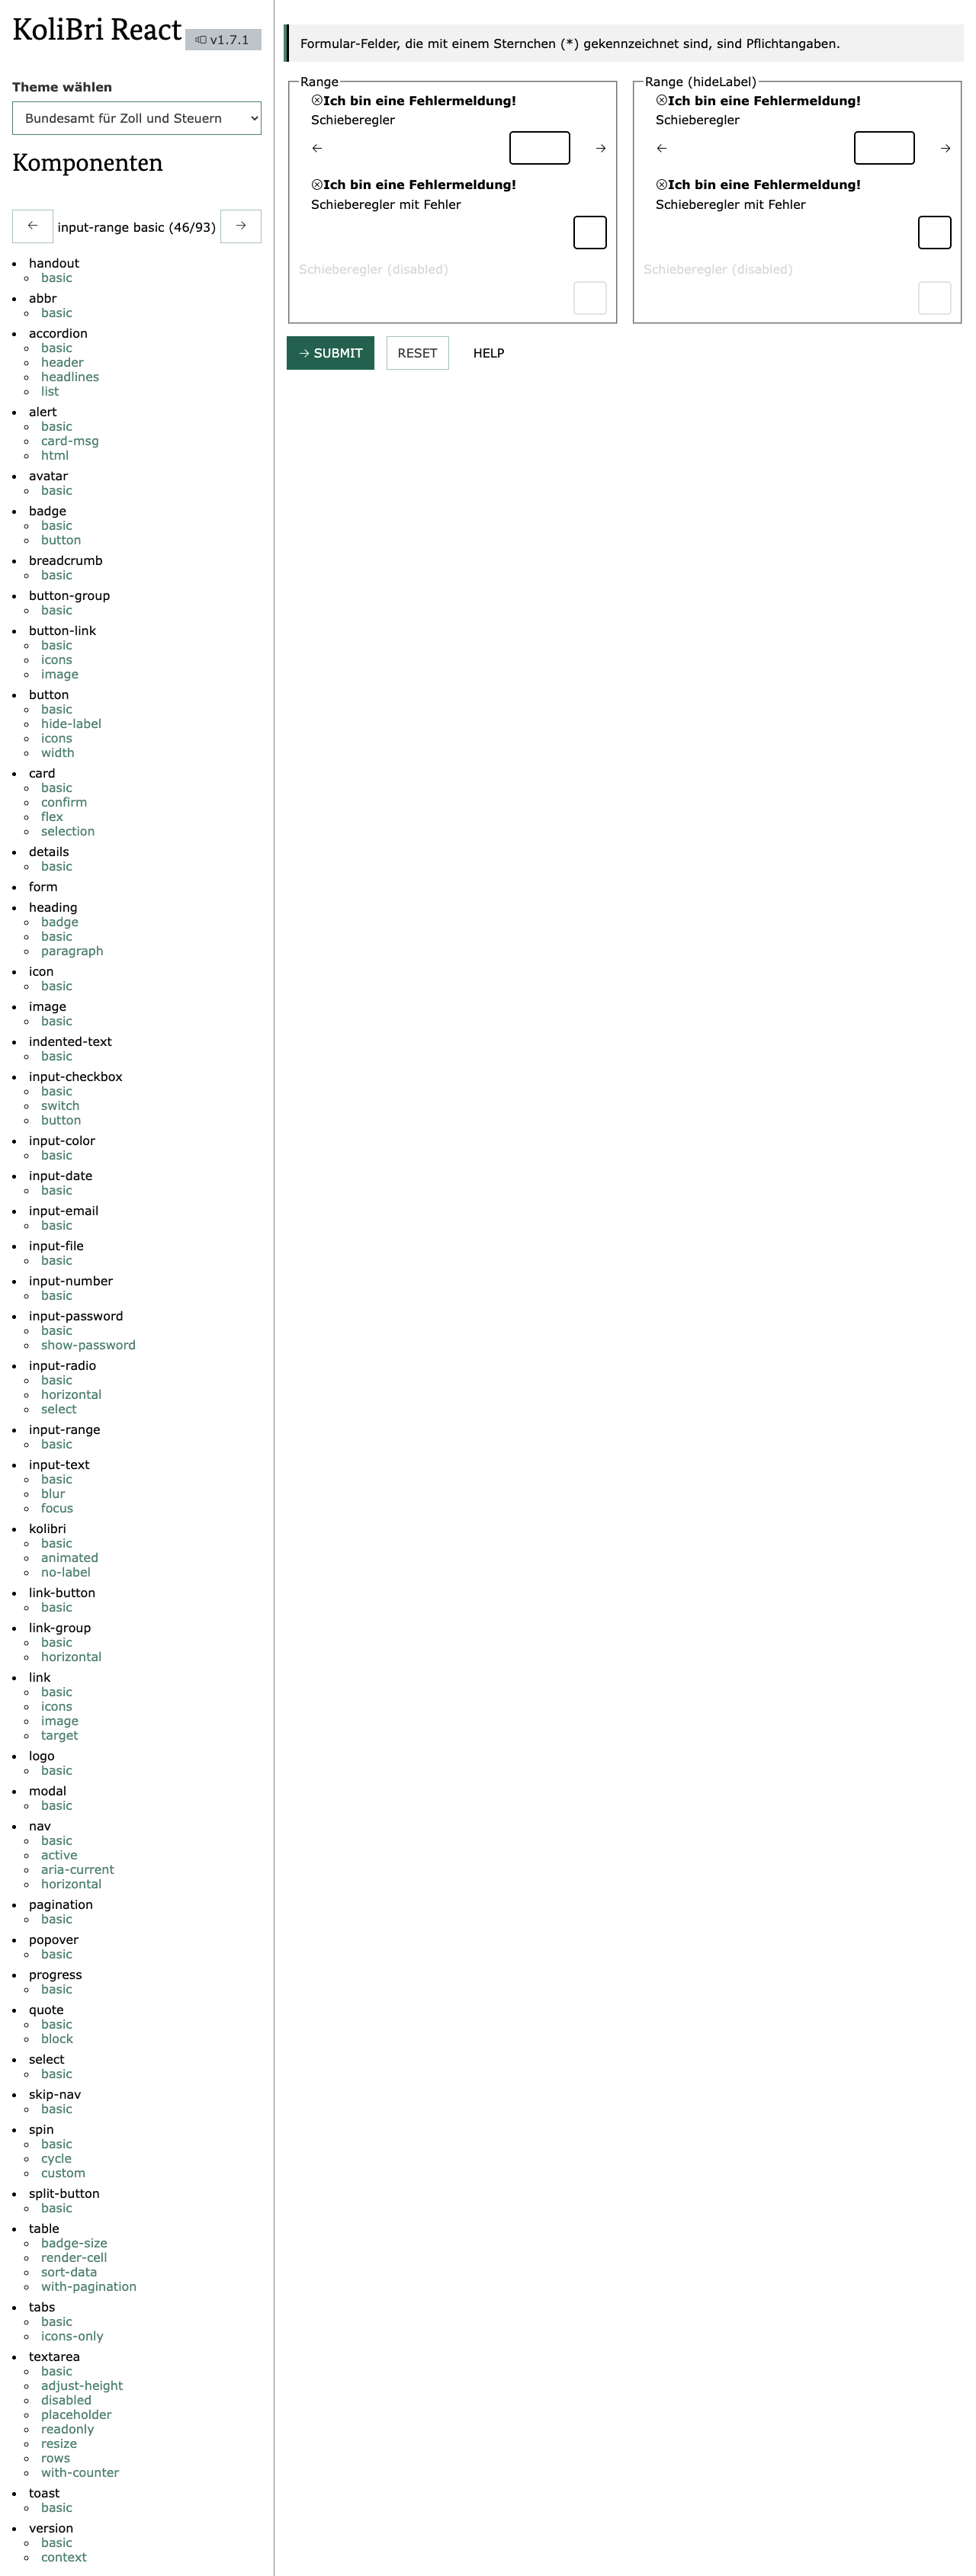 KoliBri React
v1.7.1
Theme wählen
Bundesamt für Zoll und Steuern
Komponenten
← input-range basic (46/93) →
handout
basic
abbr
basic
accordion
basic
header
headlines
list
alert
basic
card-msg
html
avatar
basic
badge
basic
button
breadcrumb
basic
button-group
basic
button-link
basic
icons
image
button
basic
hide-label
icons
width
card
basic
confirm
flex
selection
details
basic
form
heading
badge
basic
paragraph
icon
basic
image
basic
indented-text
basic
input-checkbox
basic
switch
button
input-color
basic
input-date
basic
input-email
basic
input-file
basic
input-number
basic
input-password
basic
show-password
input-radio
basic
horizontal
select
input-range
basic
input-text
basic
blur
focus
kolibri
basic
animated
no-label
link-button
basic
link-group
basic
horizontal
link
basic
icons
image
target
logo
basic
modal
basic
nav
basic
active
aria-current
horizontal
pagination
basic
popover
basic
progress
basic
quote
basic
block
select
basic
skip-nav
basic
spin
basic
cycle
custom
split-button
basic
table
badge-size
render-cell
sort-data
with-pagination
tabs
basic
icons-only
textarea
basic
adjust-height
disabled
placeholder
readonly
resize
rows
with-counter
toast
basic
version
basic
context
Formular-Felder, die mit einem Sternchen (*) gekennzeichnet sind, sind Pflichtangaben.
Range
Ich bin eine Fehlermeldung!
Schieberegler
← →
Ich bin eine Fehlermeldung!
Schieberegler mit Fehler
Schieberegler (disabled)
Range (hideLabel)
Ich bin eine Fehlermeldung!
Schieberegler
← →
Ich bin eine Fehlermeldung!
Schieberegler mit Fehler
Schieberegler (disabled)
→ SUBMIT
RESET
HELP